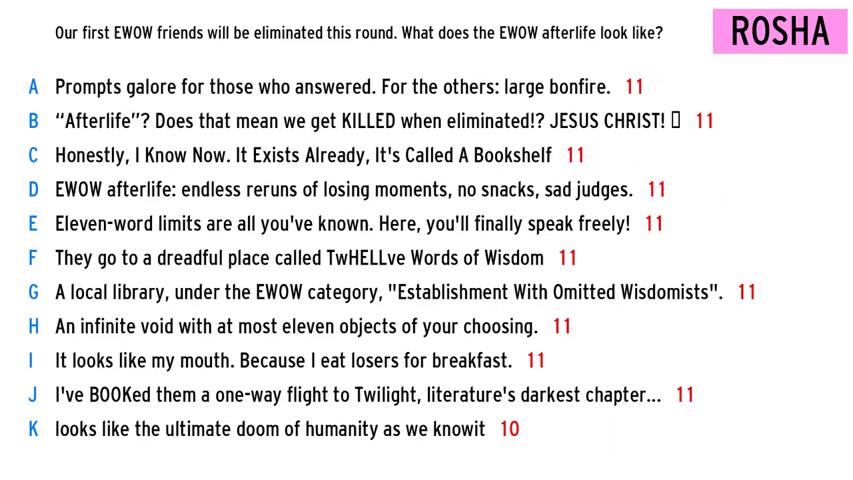 Our first EWOW friends will be eliminated this round. What does the EWOW afterlife look like?
ROSHA
A Prompts galore for those who answered. For the others: large bonfire. 11
B “Afterlife”? Does that mean we get KILLED when eliminated!? JESUS CHRIST! ▯ 11
C Honestly, I Know Now. It Exists Already, It's Called A Bookshelf 11
D EWOW afterlife: endless reruns of losing moments, no snacks, sad judges. 11
E Eleven-word limits are all you've known. Here, you'll finally speak freely! 11
F They go to a dreadful place called TwHELLve Words of Wisdom 11
G A local library, under the EWOW category, "Establishment With Omitted Wisdomists". 11
H An infinite void with at most eleven objects of your choosing. 11
I It looks like my mouth. Because I eat losers for breakfast. 11
J I've BOOKed them a one-way flight to Twilight, literature's darkest chapter... 11
K looks like the ultimate doom of humanity as we knowit 10